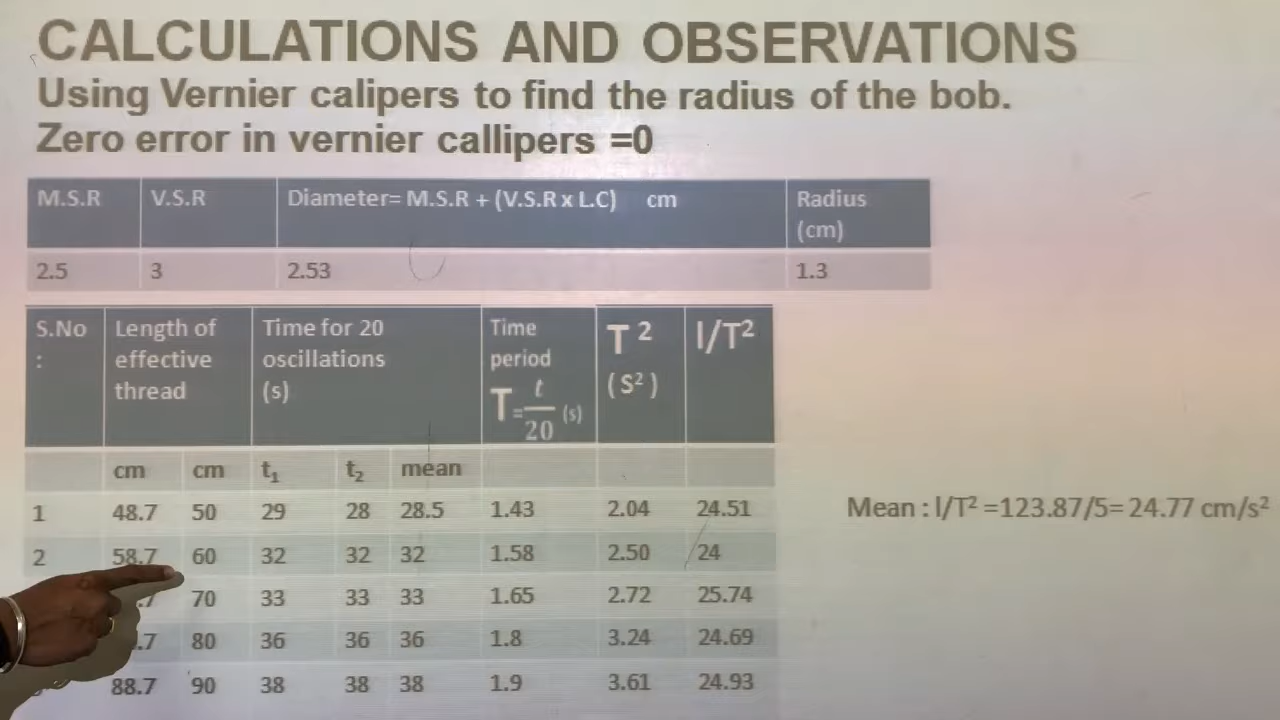 CALCULATIONS AND OBSERVATIONS
Using Vernier calipers to find the radius of the bob.
Zero error in vernier callipers =0
M.S.R V.S.R Diameter= M.S.R + (V.S.R x L.C) cm Radius (cm)
2.5 3 2.53 1.3
S.No : Length of effective thread Time for 20 oscillations (s) Time period T=t/20 (s) T² (S²) l/T²
cm cm t₁ t₂ mean
1 48.7 50 29 28 28.5 1.43 2.04 24.51
Mean : l/T² =123.87/5= 24.77 cm/s²
2 58.7 60 32 32 32 1.58 2.50 24
.7 70 33 33 33 1.65 2.72 25.74
.7 80 36 36 36 1.8 3.24 24.69
88.7 90 38 38 38 1.9 3.61 24.93